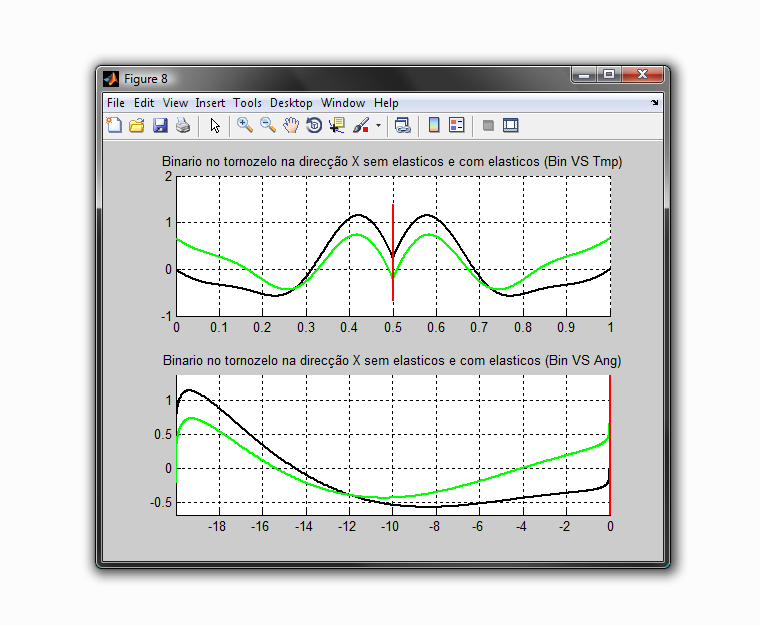 Figure 8
File Edit View Insert Tools Desktop Window Help
Binario no tornozelo na direcção X sem elasticos e com elasticos (Bin VS Tmp)
2
1
0
-1
0 0.1 0.2 0.3 0.4 0.5 0.6 0.7 0.8 0.9 1
Binario no tornozelo na direcção X sem elasticos e com elasticos (Bin VS Ang)
1
0.5
0
-0.5
-18 -16 -14 -12 -10 -8 -6 -4 -2 0